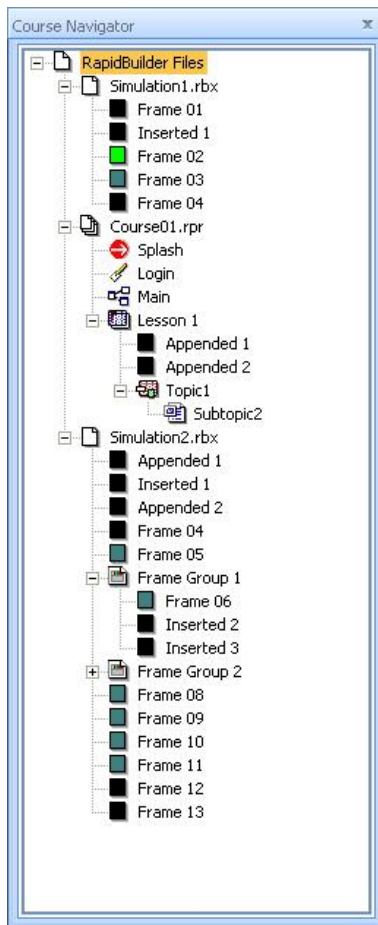 Course Navigator
RapidBuilder Files
Simulation1.rbx
Frame 01
Inserted 1
Frame 02
Frame 03
Frame 04
Course01.rpr
Splash
Login
Main
Lesson 1
Appended 1
Appended 2
Topic1
Subtopic2
Simulation2.rbx
Appended 1
Inserted 1
Appended 2
Frame 04
Frame 05
Frame Group 1
Frame 06
Inserted 2
Inserted 3
Frame Group 2
Frame 08
Frame 09
Frame 10
Frame 11
Frame 12
Frame 13